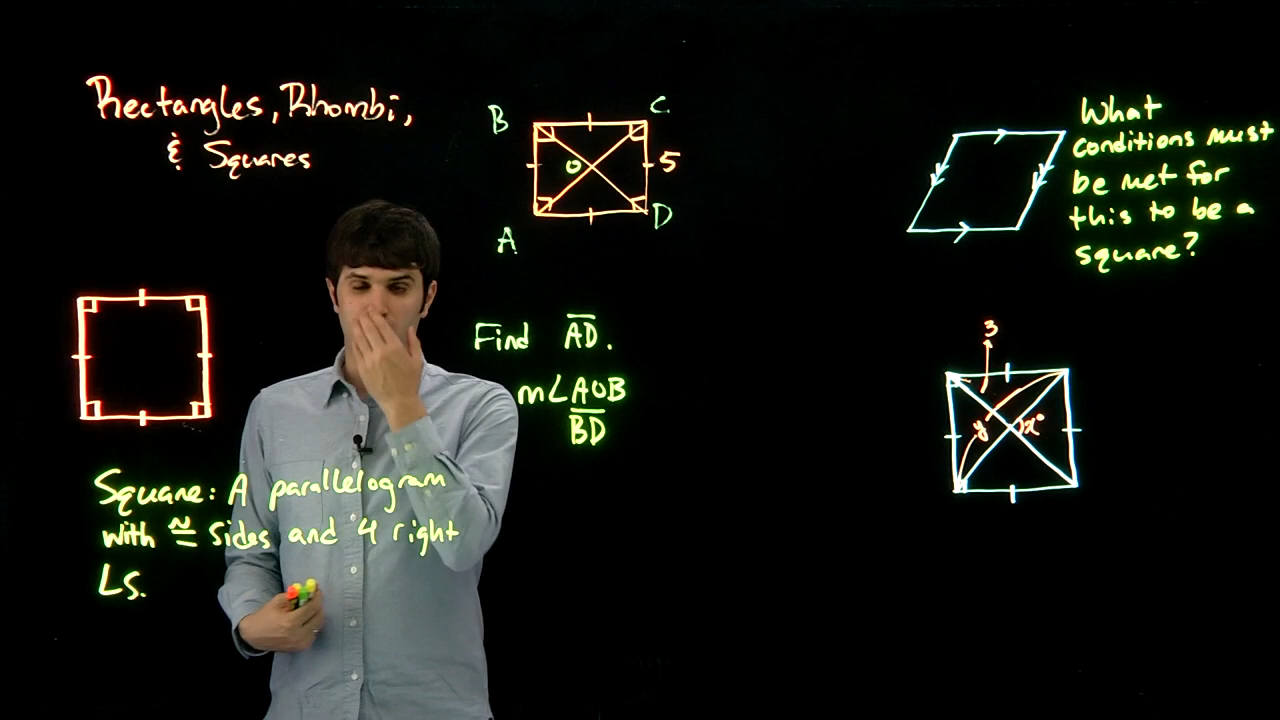 Rectangles, Rhombi,
& Squares
B
C
O
5
A
D
Find AD.
m∠AOB
BD
Square: A parallelogram
with ≅ sides and 4 right
∠s.
What
conditions must
be met for
this to be a
square?
3
y
x°